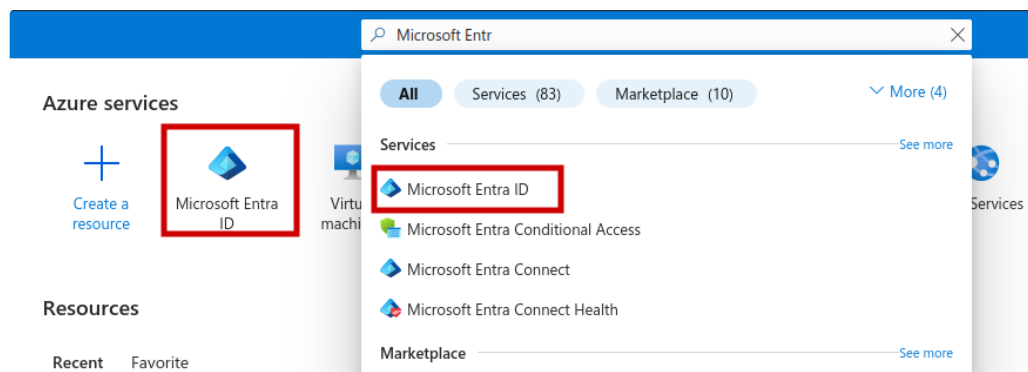 Microsoft Entr
All
Services (83)
Marketplace (10)
More (4)
Azure services
Services
See more
Create a
resource
Microsoft Entra
ID
Virtu
machi
Microsoft Entra ID
Microsoft Entra Conditional Access
Microsoft Entra Connect
Microsoft Entra Connect Health
Services
Resources
Recent
Favorite
Marketplace
See more